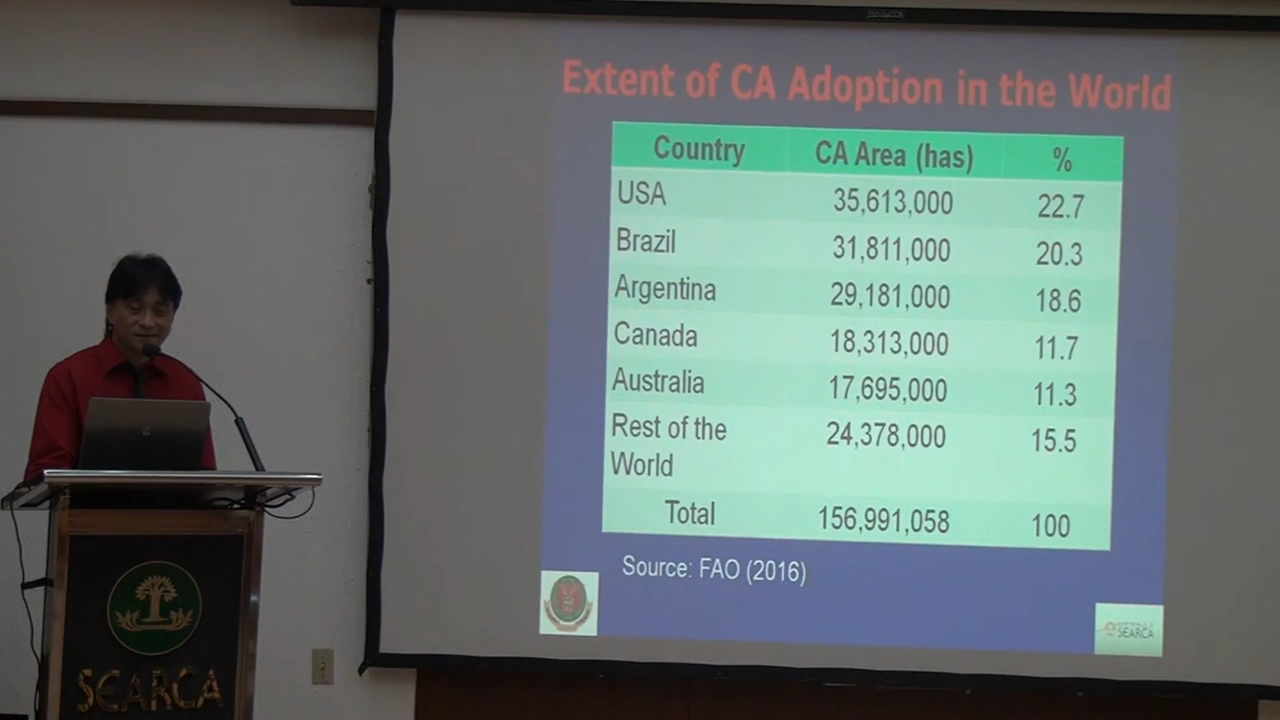 Extent of CA Adoption in the World
Country CA Area (has) %
USA 35,613,000 22.7
Brazil 31,811,000 20.3
Argentina 29,181,000 18.6
Canada 18,313,000 11.7
Australia 17,695,000 11.3
Rest of the 24,378,000 15.5
World
Total 156,991,058 100
Source: FAO (2016)
SEARCA
SEARCA